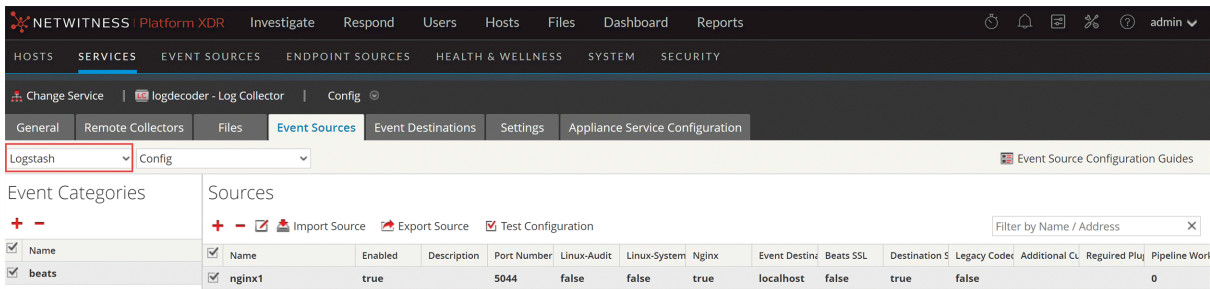 NETWITNESS Platform XDR Investigate Respond Users Hosts Files Dashboard Reports admin
HOSTS SERVICES EVENT SOURCES ENDPOINT SOURCES HEALTH & WELLNESS SYSTEM SECURITY
Change Service | LC logdecoder - Log Collector | Config
General Remote Collectors Files Event Sources Event Destinations Settings Appliance Service Configuration
Logstash Config Event Source Configuration Guides
Event Categories Sources
Import Source Export Source Test Configuration Filter by Name / Address
Name Name Enabled Description Port Number Linux-Audit Linux-System Nginx Event Destina Beats SSL Destination S Legacy Codec Additional Cu Reguired Plu Pipeline Work
beats nginx1 true 5044 false false true localhost false true false 0